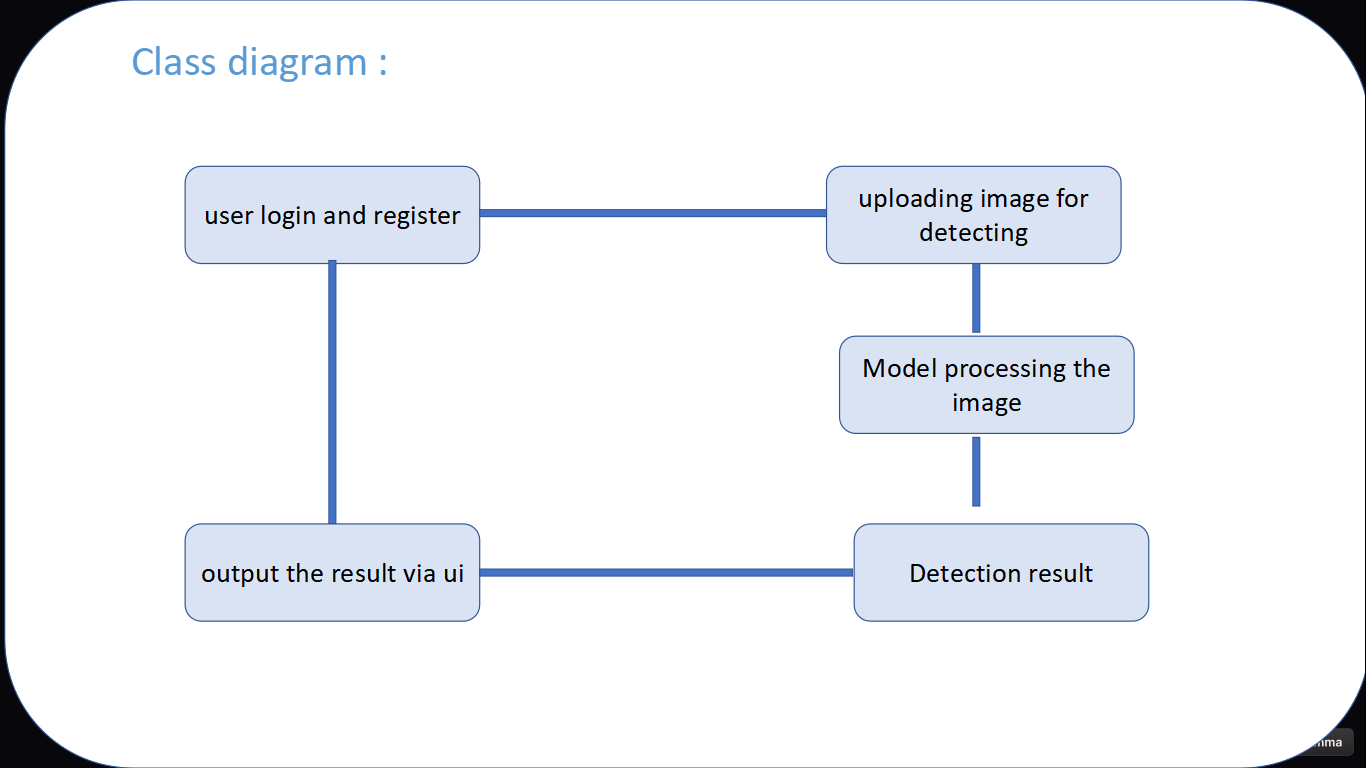 Class diagram :
user login and register
uploading image for
detecting
Model processing the
image
output the result via ui
Detection result